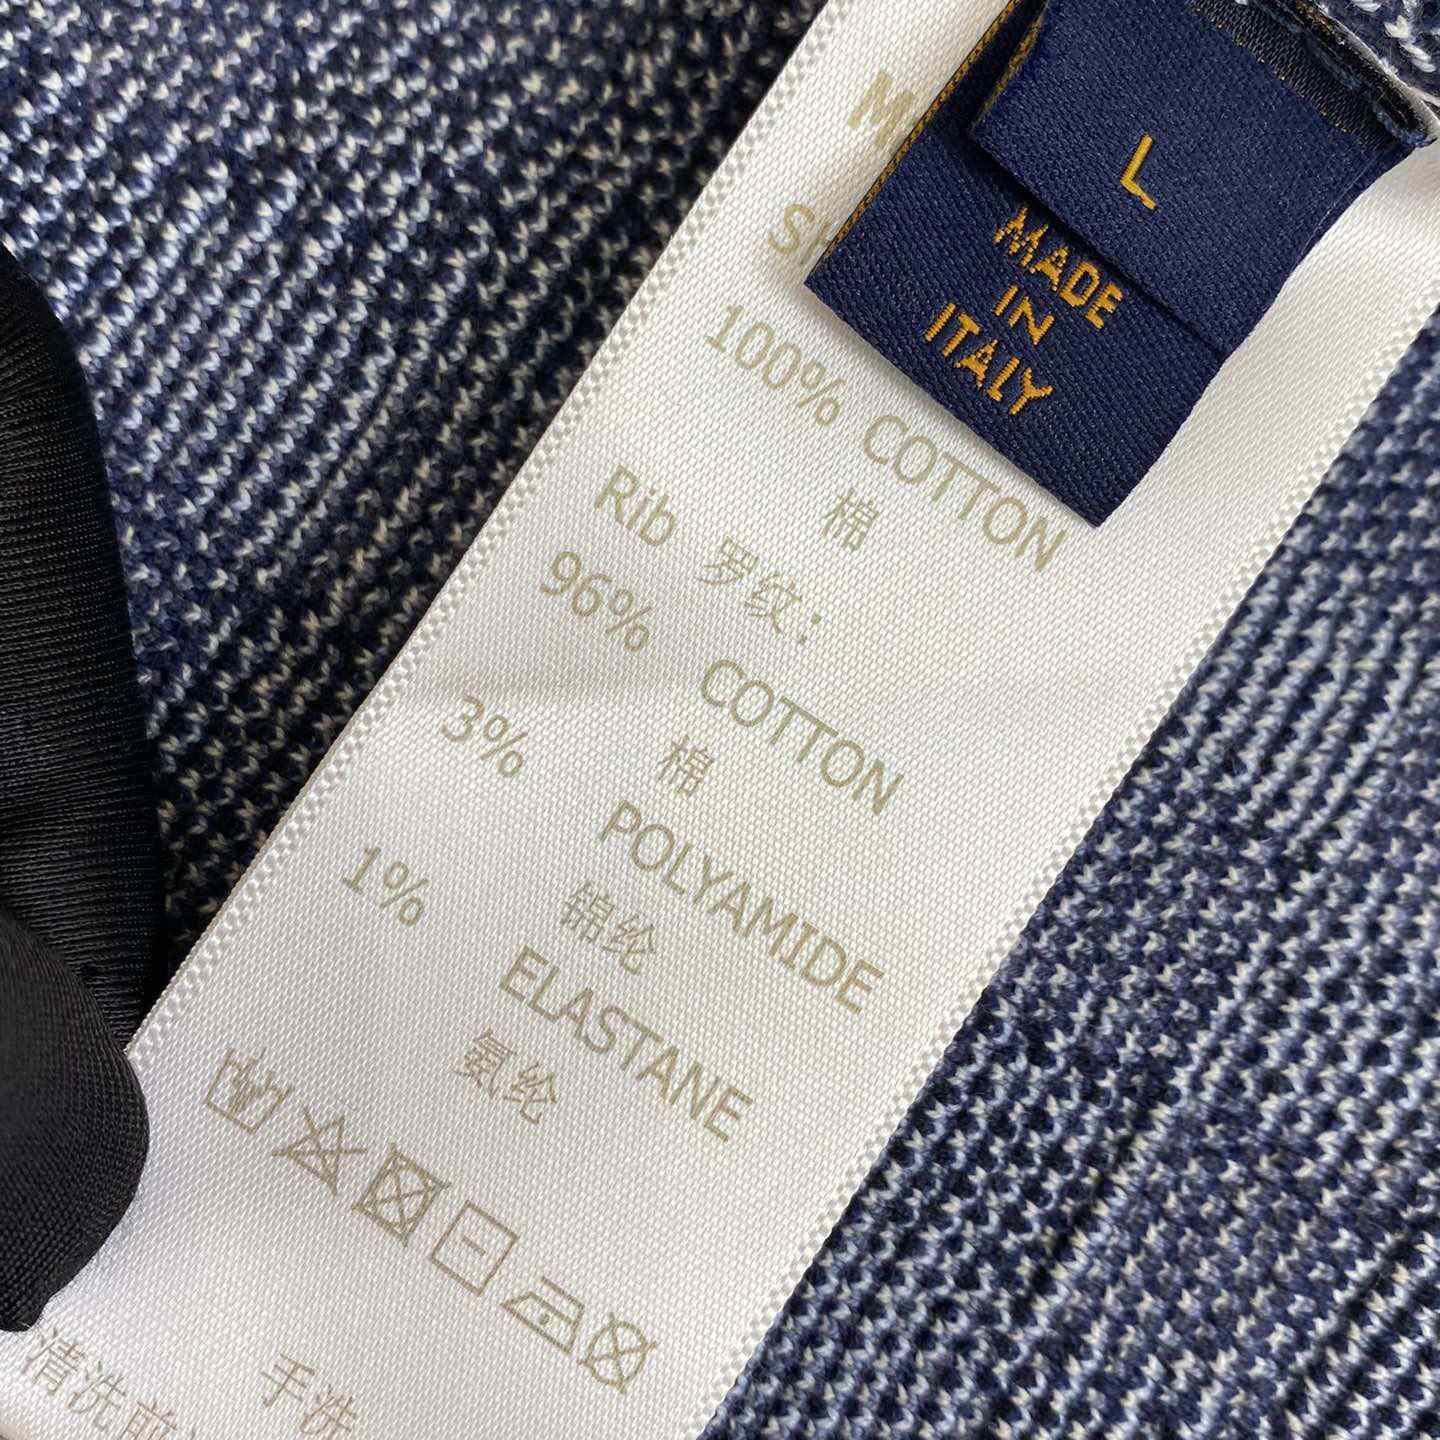 L
MADE
IN
ITALY
100% COTTON
棉
Rib 罗纹:
96% COTTON
棉
3% POLYAMIDE
锦纶
1% ELASTANE
氨纶
手洗
清洗前